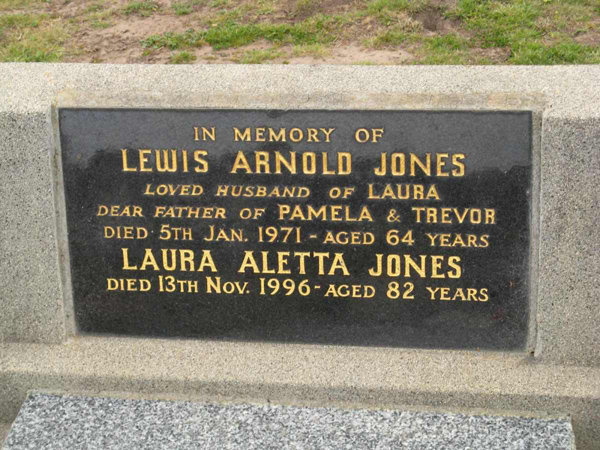 IN MEMORY OF
LEWIS ARNOLD JONES
LOVED HUSBAND OF LAURA
DEAR FATHER OF PAMELA & TREVOR
DIED 5TH JAN. 1971 - AGED 64 YEARS
LAURA ALETTA JONES
DIED 13TH NOV. 1996 - AGED 82 YEARS